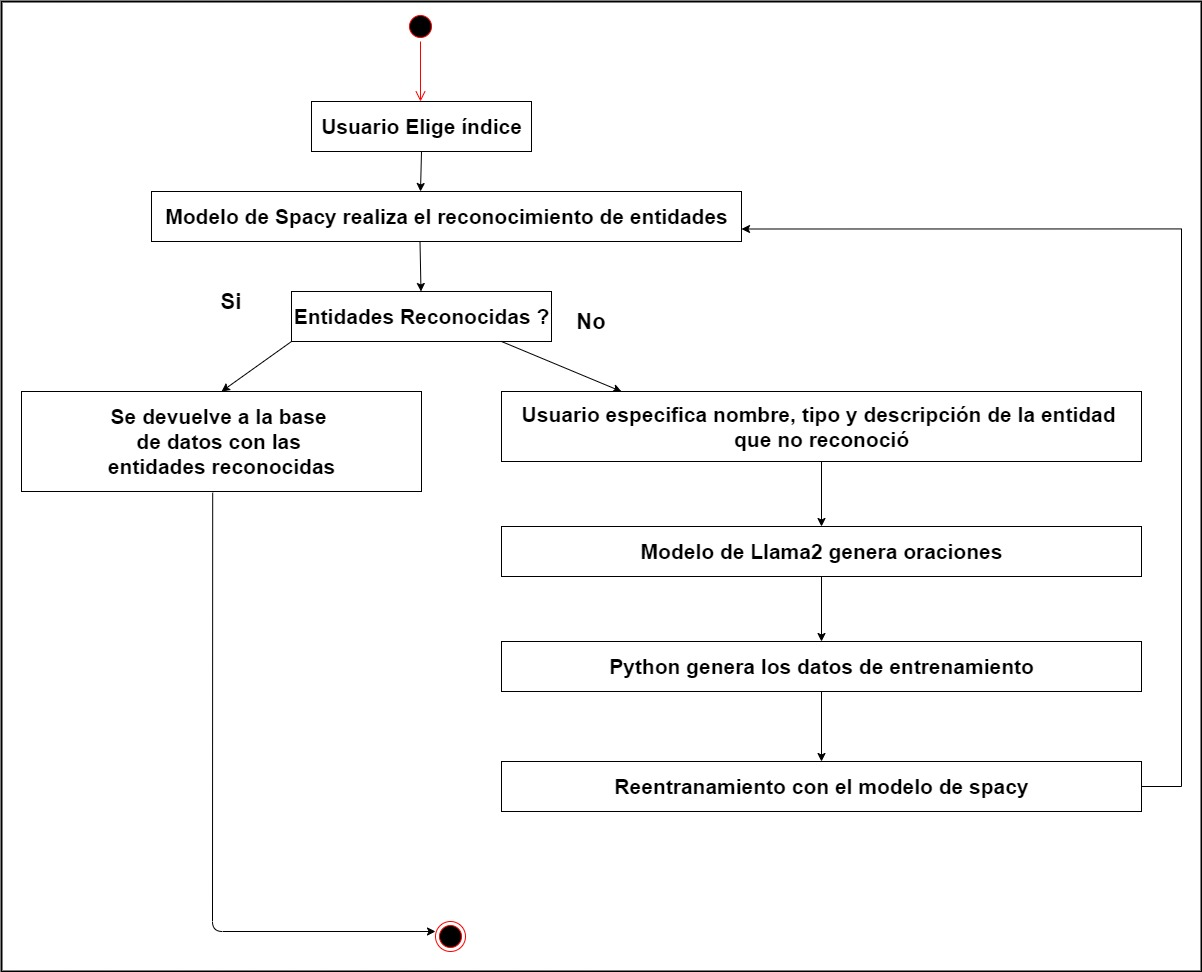 Usuario Elige índice
Modelo de Spacy realiza el reconocimiento de entidades
Si
Entidades Reconocidas ?
No
Se devuelve a la base
de datos con las
entidades reconocidas
Usuario especifica nombre, tipo y descripción de la entidad
que no reconoció
Modelo de Llama2 genera oraciones
Python genera los datos de entrenamiento
Reentranamiento con el modelo de spacy